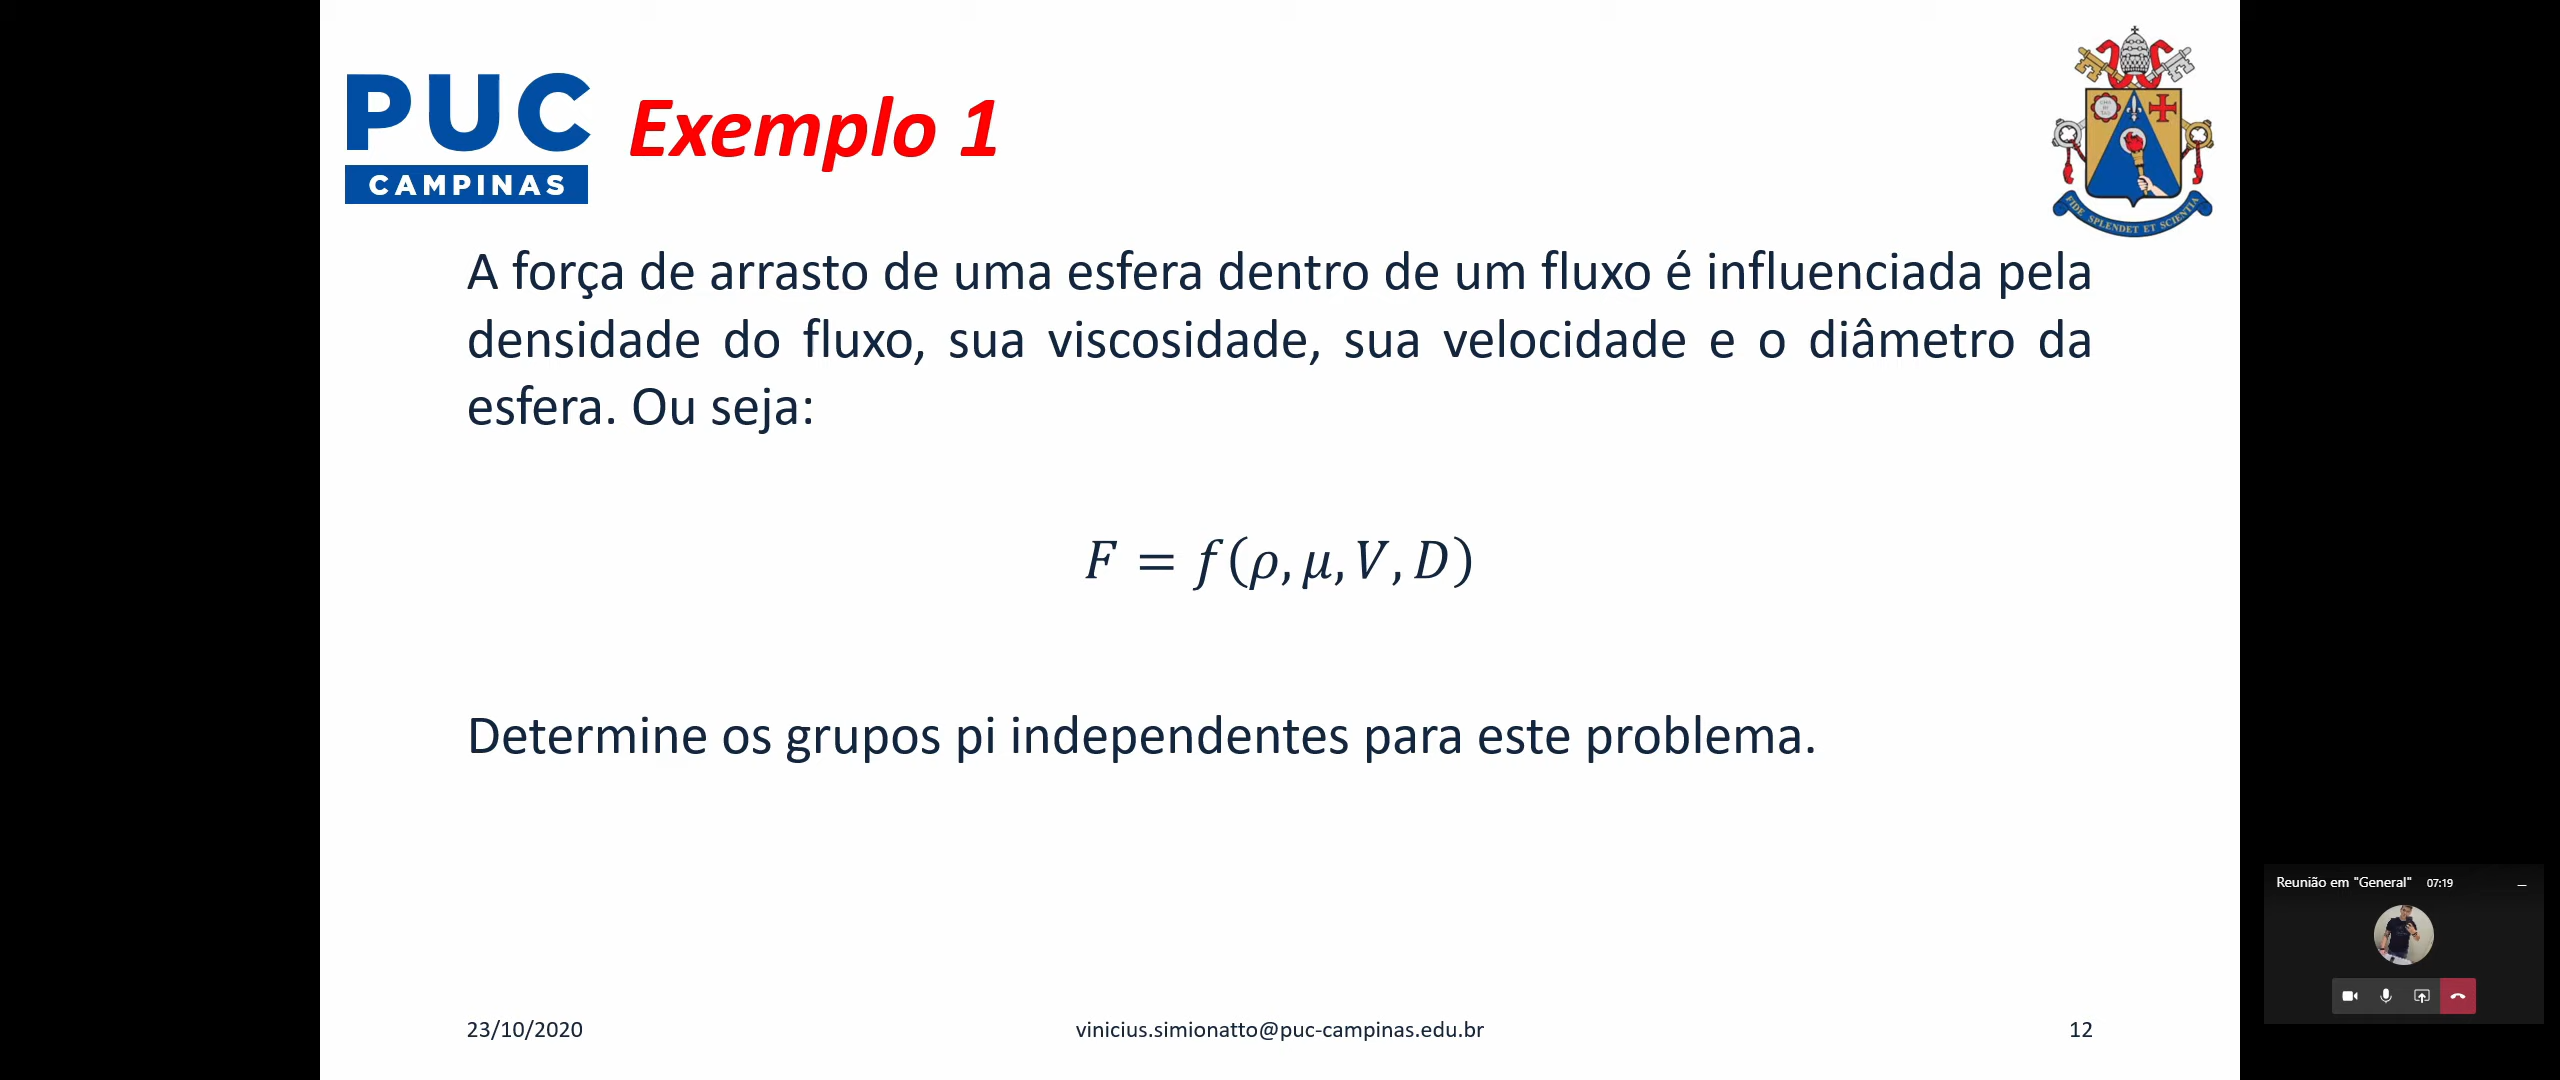 PUC
CAMPINAS
Exemplo 1
FIDE SPLENDET ET SCIENTIA
A força de arrasto de uma esfera dentro de um fluxo é influenciada pela
densidade do fluxo, sua viscosidade, sua velocidade e o diâmetro da
esfera. Ou seja:
F = f(ρ, μ, V, D)
Determine os grupos pi independentes para este problema.
Reunião em "General" 07:19
23/10/2020
vinicius.simionatto@puc-campinas.edu.br
12